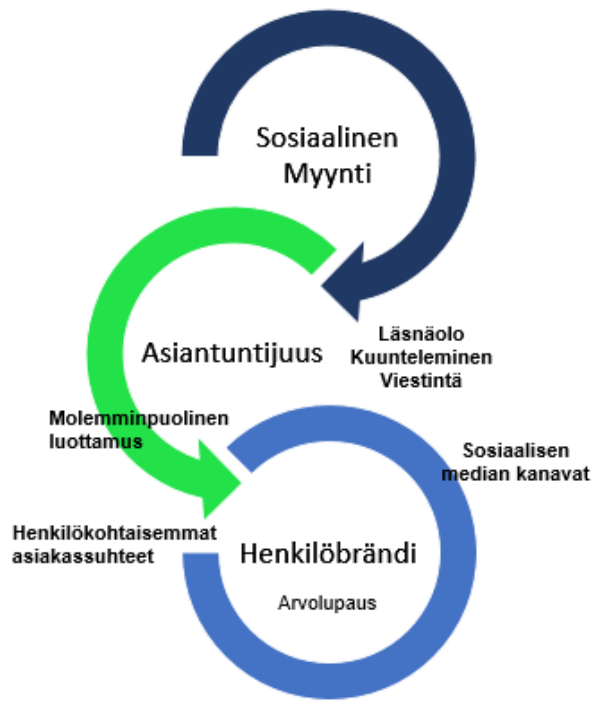 Sosiaalinen
Myynti
Läsnäolo
Kuunteleminen
Viestintä
Asiantuntijuus
Molemminpuolinen
luottamus
Sosiaalisen
median kanavat
Henkilökohtaisemmat
asiakassuhteet
Henkilöbrändi
Arvolupaus